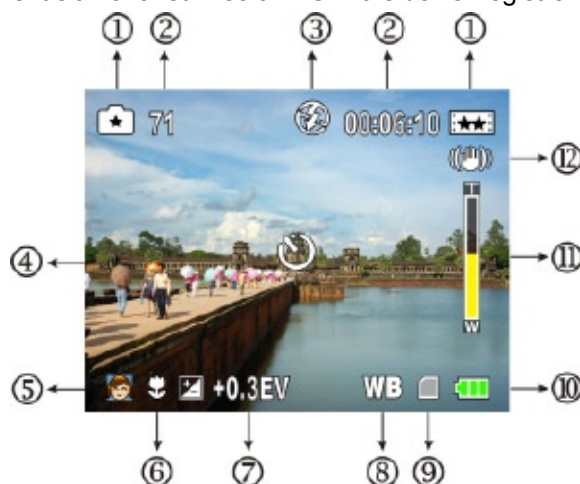 ① ② ③ ② ①
71 00:06:10
⑫
T
④ ⑪
W
⑤ +0.3EV WB ⑩
⑥ ⑦ ⑧ ⑨